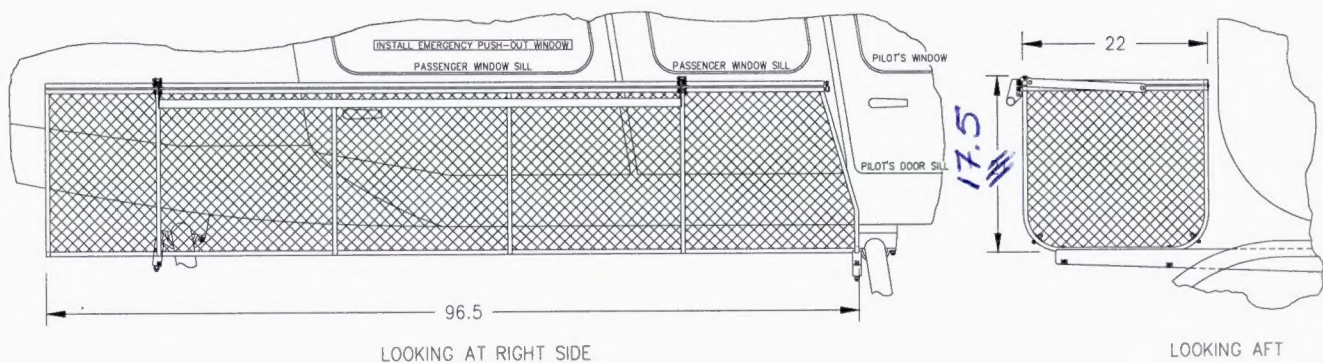 INSTALL EMERGENCY PUSH-OUT WINDOW
PASSENGER WINDOW SILL
PASSENGER WINDOW SILL
PILOT'S WINDOW
PILOT'S DOOR SILL
96.5
LOOKING AT RIGHT SIDE
22
17.5
LOOKING AFT